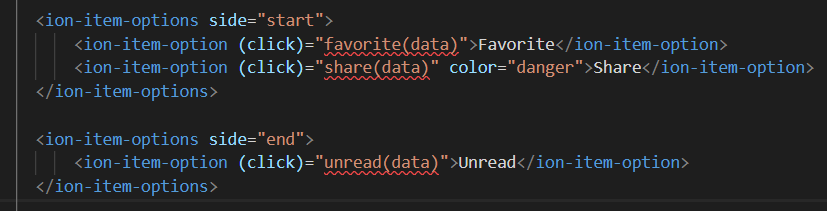 <ion-item-options side="start">
<ion-item-option (click)="favorite(data)">Favorite</ion-item-option>
<ion-item-option (click)="share(data)" color="danger">Share</ion-item-option>
</ion-item-options>
<ion-item-options side="end">
<ion-item-option (click)="unread(data)">Unread</ion-item-option>
</ion-item-options>